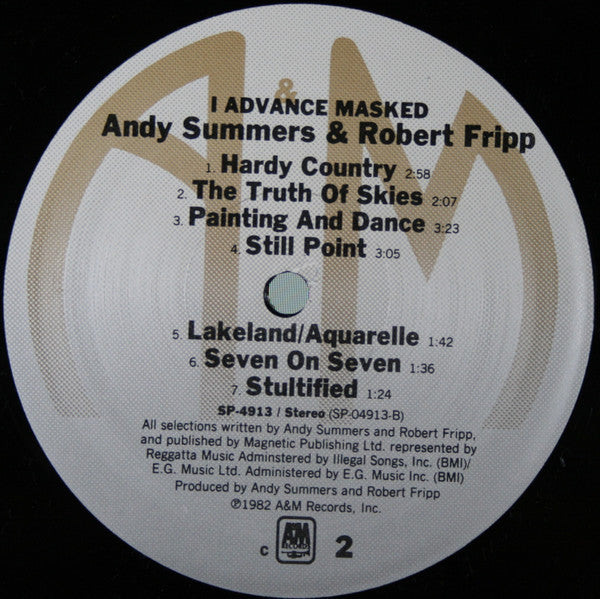 A&M
I ADVANCE MASKED
Andy Summers & Robert Fripp
1. Hardy Country 2:58
2. The Truth Of Skies 2:07
3. Painting And Dance 3:23
4. Still Point 3:05
5. Lakeland/Aquarelle 1:42
6. Seven On Seven 1:36
7. Stultified 1:24
SP-4913 / Stereo (SP-04913-B)
All selections written by Andy Summers and Robert Fripp,
and published by Magnetic Publishing Ltd. represented by
Reggatta Music Adminstered by Illegal Songs, Inc. (BMI)/
E.G. Music Ltd. Administered by E.G. Music Inc. (BMI)
Produced by Andy Summers and Robert Fripp
℗1982 A&M Records, Inc.
C A&M RECORDS 2